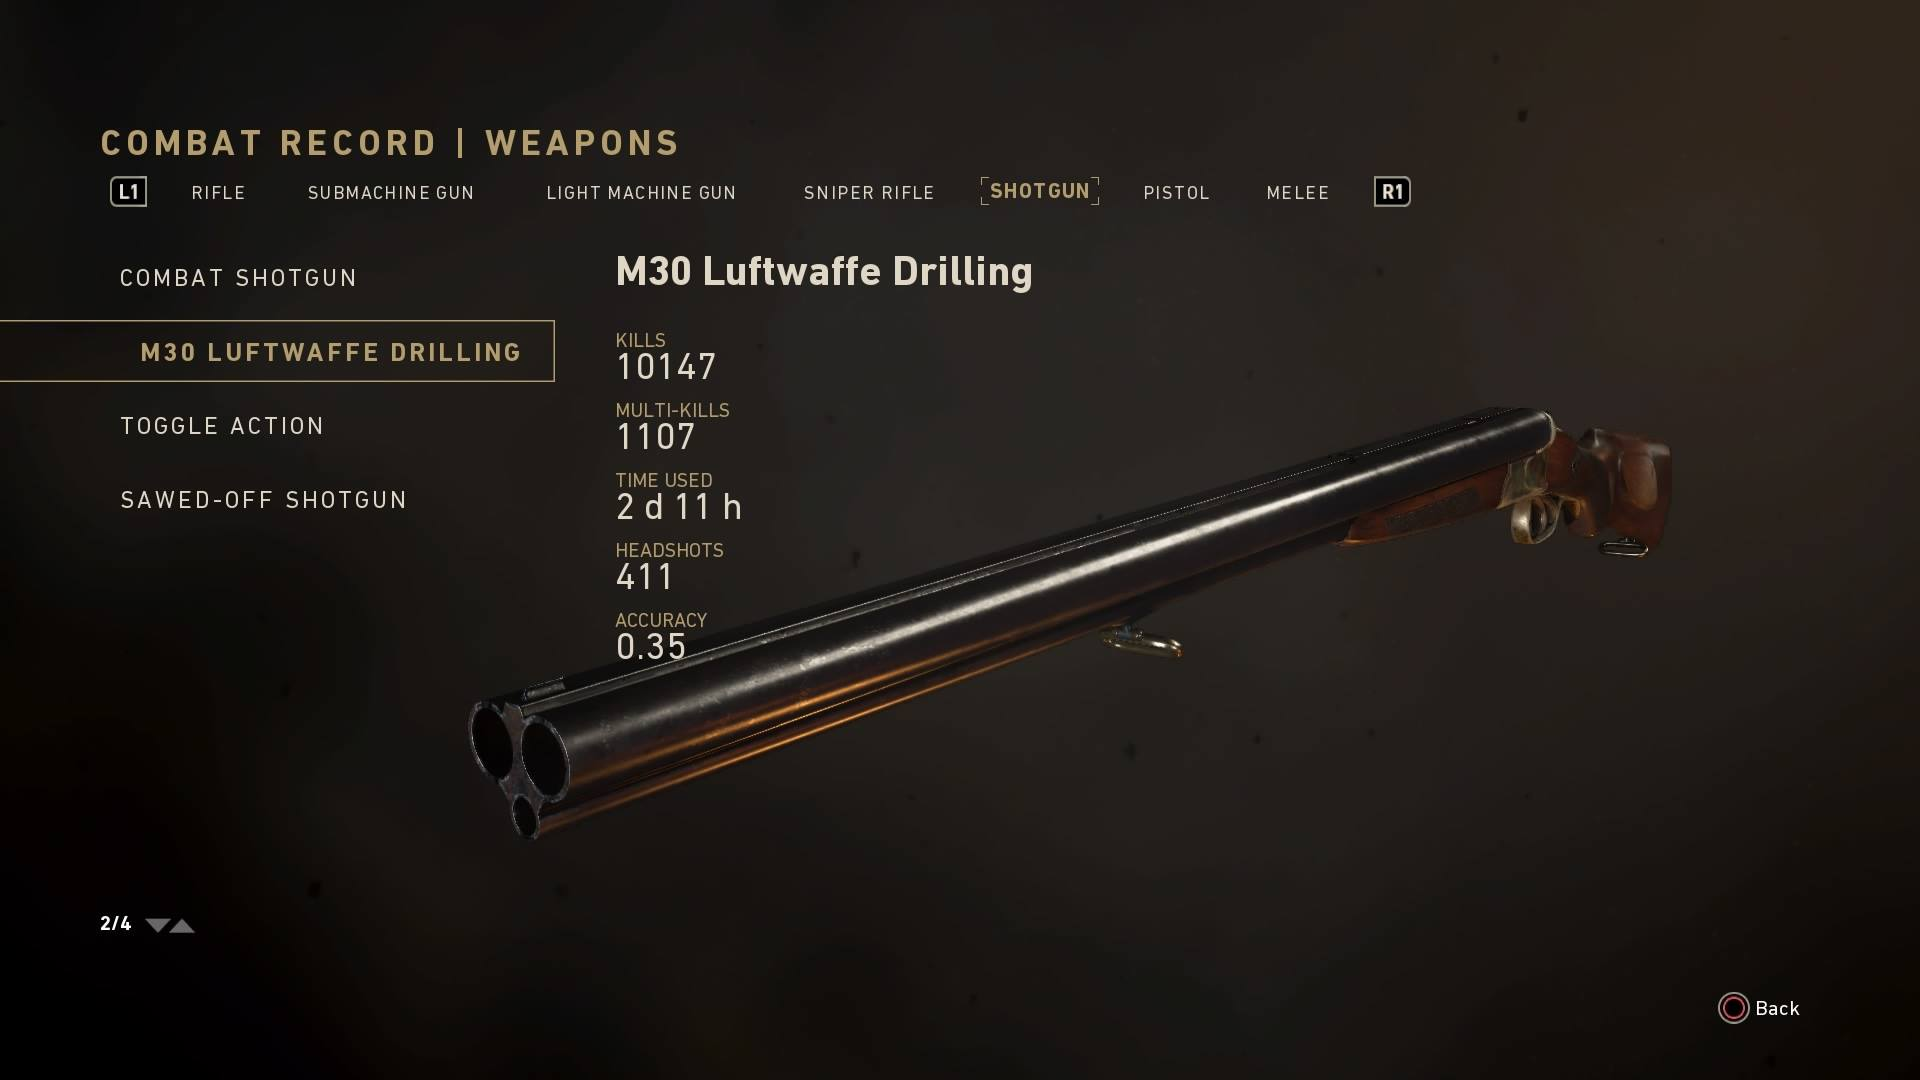 COMBAT RECORD | WEAPONS
L1 RIFLE SUBMACHINE GUN LIGHT MACHINE GUN SNIPER RIFLE SHOTGUN PISTOL MELEE R1
COMBAT SHOTGUN
M30 LUFTWAFFE DRILLING
TOGGLE ACTION
SAWED-OFF SHOTGUN
M30 Luftwaffe Drilling
KILLS
10147
MULTI-KILLS
1107
TIME USED
2 d 11 h
HEADSHOTS
411
ACCURACY
0.35
2/4
Back